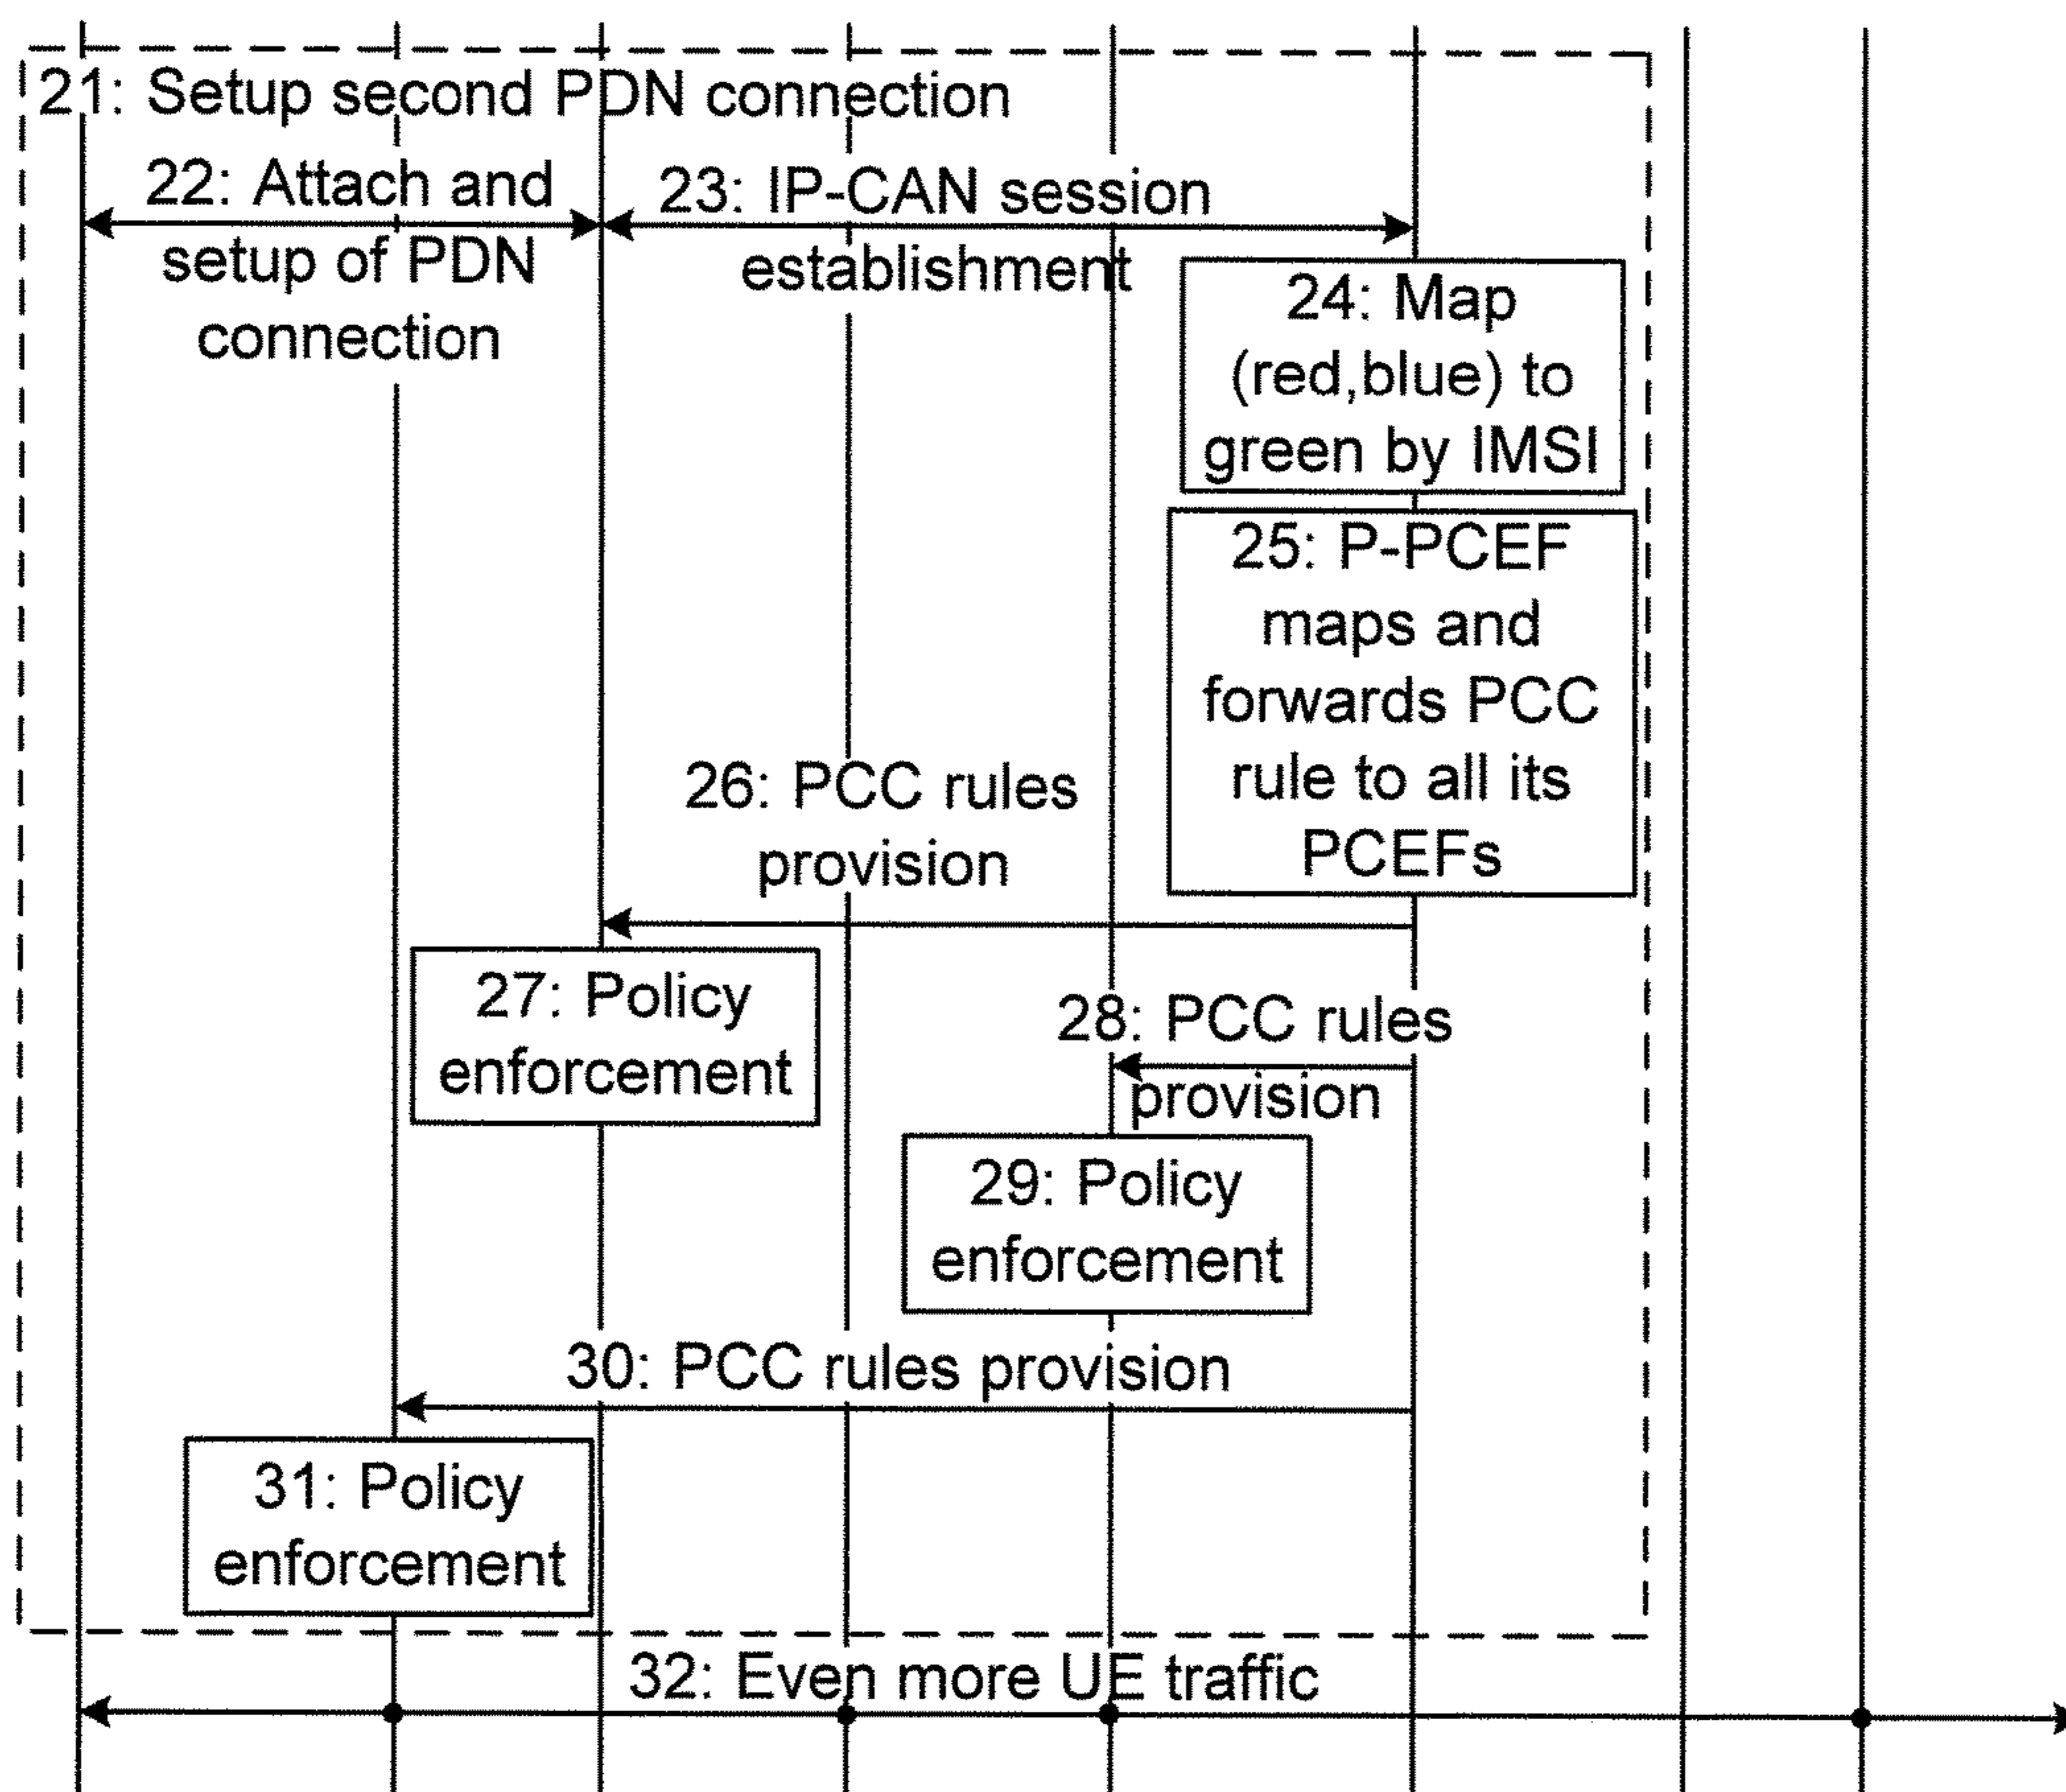 21: Setup second PDN connection
22: Attach and
setup of PDN
connection
23: IP-CAN session
establishment
24: Map
(red,blue) to
green by IMSI
25: P-PCEF
maps and
forwards PCC
rule to all its
PCEFs
26: PCC rules
provision
27: Policy
enforcement
28: PCC rules
provision
29: Policy
enforcement
30: PCC rules provision
31: Policy
enforcement
32: Even more UE traffic